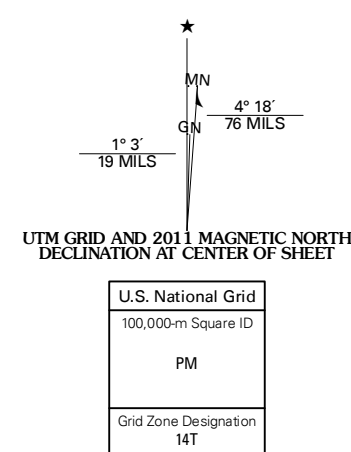 ★
MN
4° 18´
76 MILS
GN
1° 3´
19 MILS
UTM GRID AND 2011 MAGNETIC NORTH
DECLINATION AT CENTER OF SHEET
U.S. National Grid
100,000-m Square ID
PM
Grid Zone Designation
14T